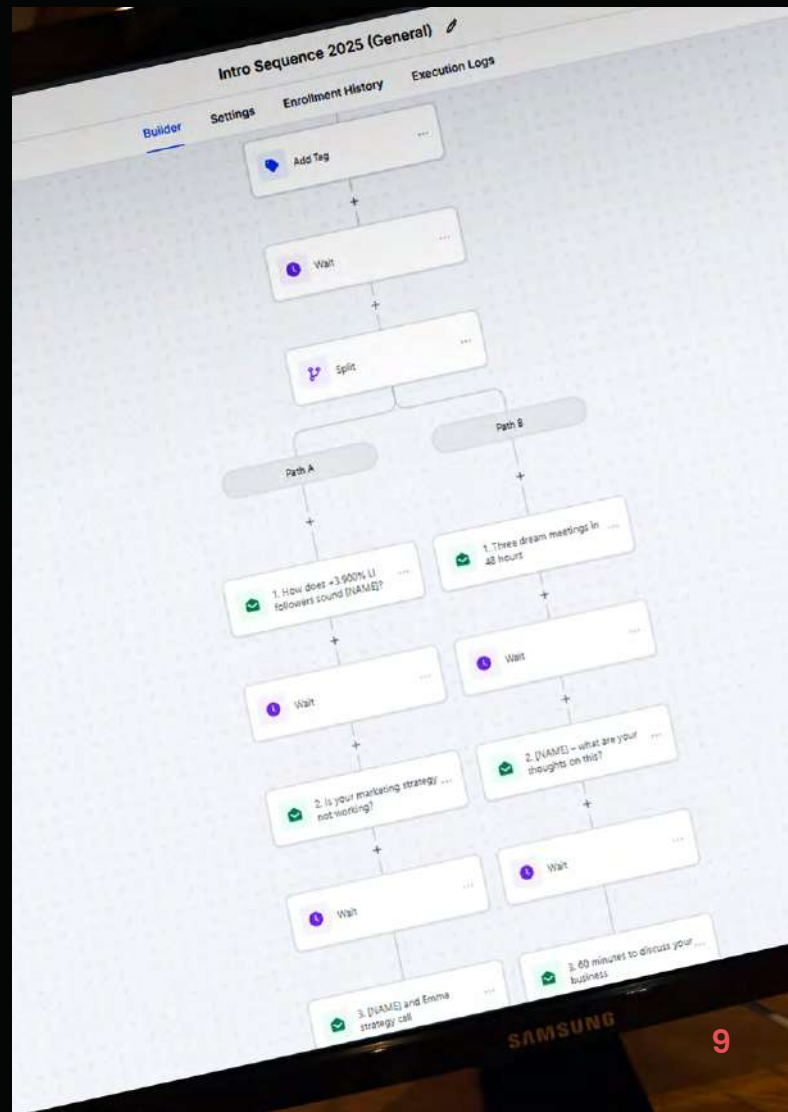 Intro Sequence 2025 (General)
Builder
Settings
Enrollment History
Execution Logs
Add Tag
Wait
Split
Path A
Path B
1. How does +3,900% LI
followers sound [NAME]?
1. Three dream meetings in
48 hours
Wait
Wait
2. Is your marketing strategy
not working?
2. [NAME] – what are your
thoughts on this?
Wait
Wait
3. [NAME] and Emma
strategy call
3. 60 minutes to discuss your
business
SAMSUNG
9